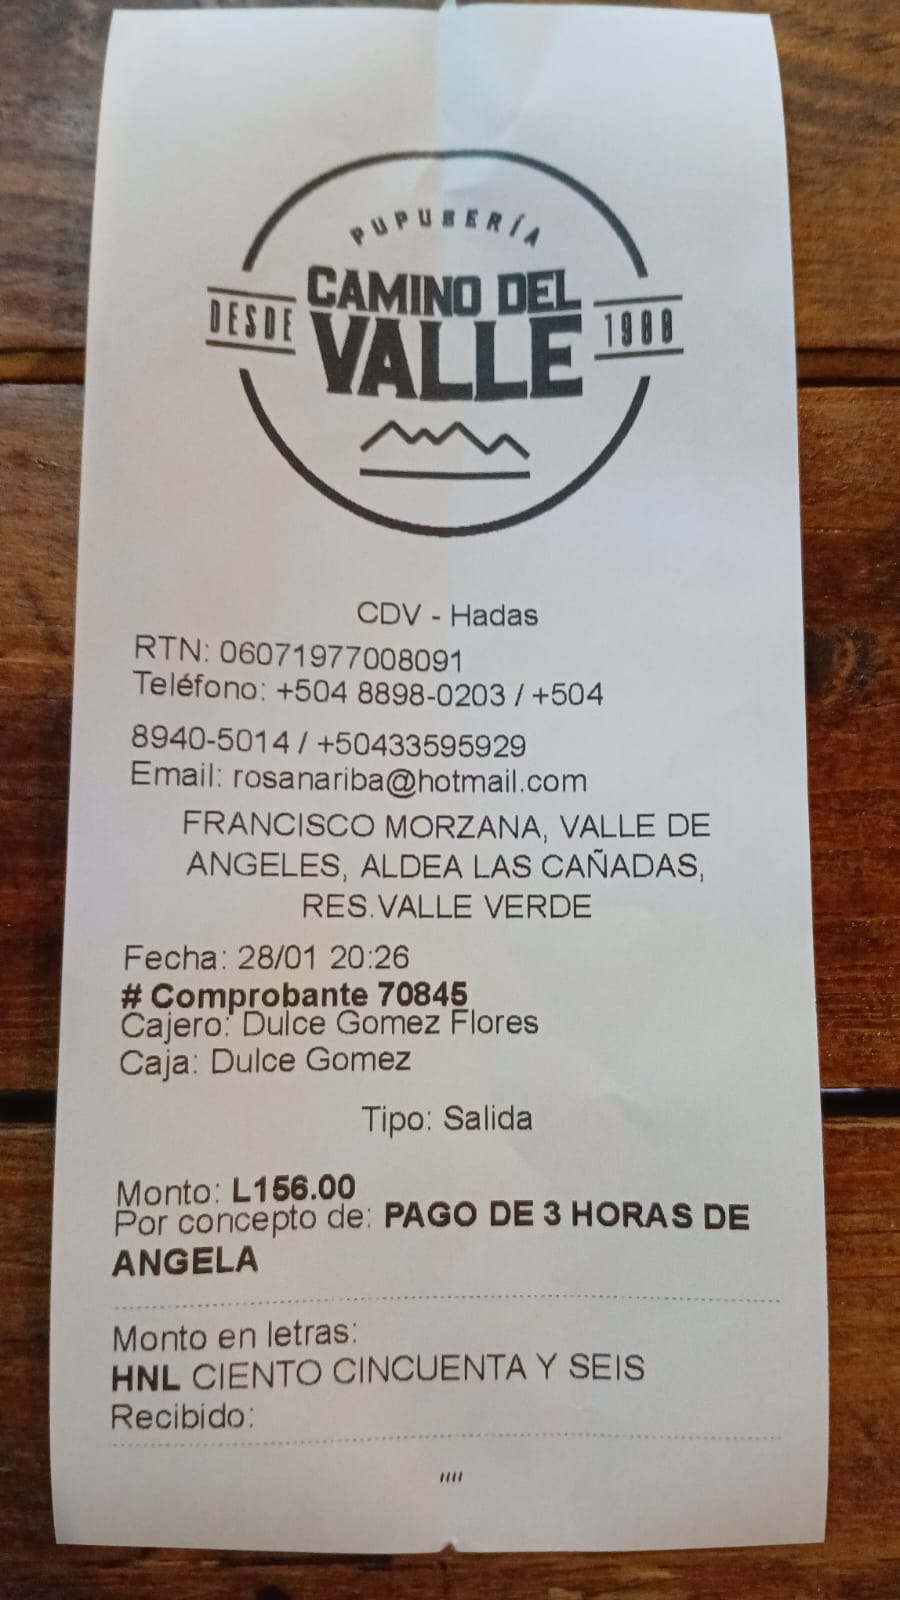 PUPUSERÍA
DESDE
CAMINO DEL
VALLE
1988
CDV - Hadas
RTN: 06071977008091
Teléfono: +504 8898-0203 / +504
8940-5014 / +50433595929
Email: rosanariba@hotmail.com
FRANCISCO MORZANA, VALLE DE
ANGELES, ALDEA LAS CAÑADAS,
RES.VALLE VERDE
Fecha: 28/01 20:26
# Comprobante 70845
Cajero: Dulce Gomez Flores
Caja: Dulce Gomez
Tipo: Salida
Monto: L156.00
Por concepto de: PAGO DE 3 HORAS DE
ANGELA
Monto en letras:
HNL CIENTO CINCUENTA Y SEIS
Recibido:
,,,,